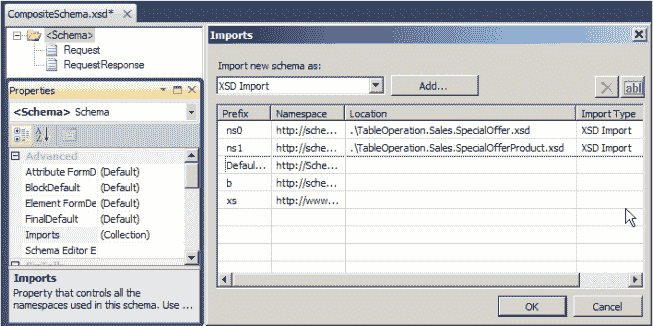 CompositeSchema.xsd*
<Schema>
Request
RequestResponse
Properties
<Schema> Schema
Advanced
Attribute FormD (Default)
BlockDefault (Default)
Element FormDe (Default)
FinalDefault (Default)
Imports (Collection)
Schema Editor E
Imports
Property that controls all the
namespaces used in this schema. Use ...
Imports
Import new schema as:
XSD Import Add... abl
Prefix Namespace Location Import Type
ns0 http://sche... .\TableOperation.Sales.SpecialOffer.xsd XSD Import
ns1 http://sche... .\TableOperation.Sales.SpecialOfferProduct.xsd XSD Import
Defaul... http://Sche...
b http://sche...
xs http://www...
OK Cancel